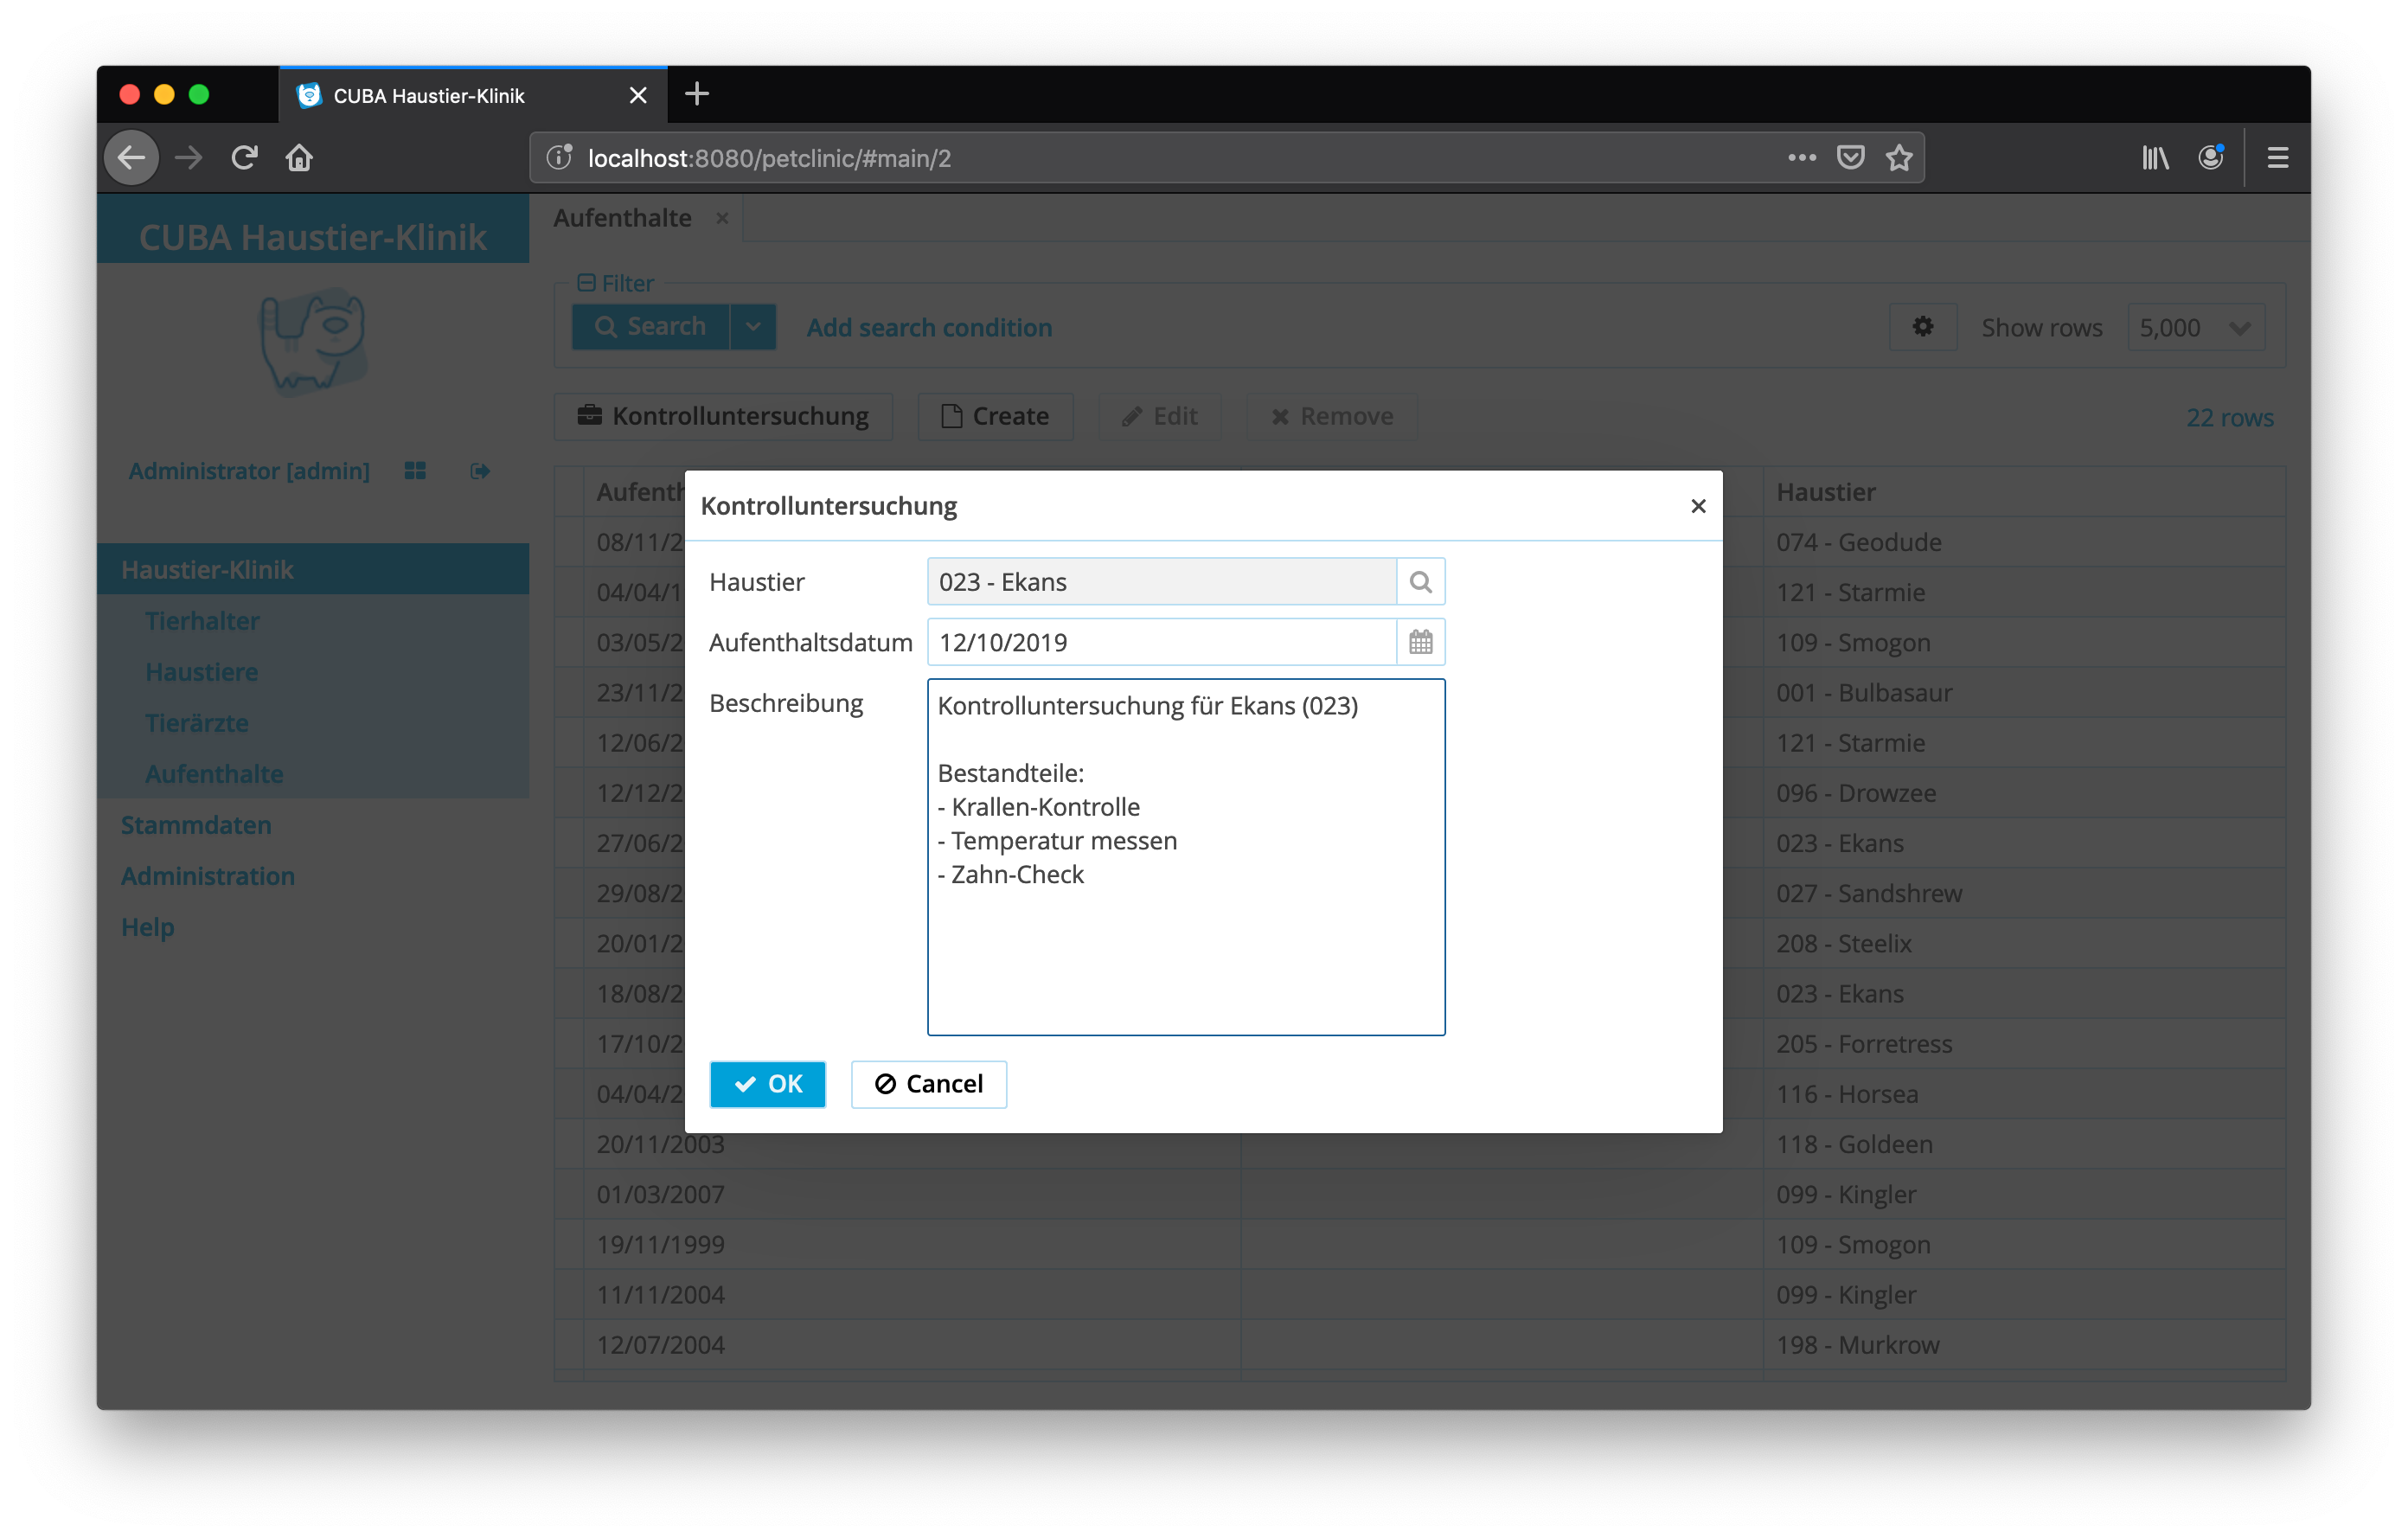 CUBA Haustier-Klinik
localhost:8080/petclinic/#main/2
CUBA Haustier-Klinik
Administrator [admin]
Haustier-Klinik
Tierhalter
Haustiere
Tierärzte
Aufenthalte
Stammdaten
Administration
Help
Aufenthalte
Filter
Search Add search condition Show rows 5,000
Kontrolluntersuchung Create Edit Remove 22 rows
Haustier
08/11/2 074 - Geodude
04/04/1 121 - Starmie
03/05/2 109 - Smogon
23/11/2 001 - Bulbasaur
12/06/2 121 - Starmie
12/12/2 096 - Drowzee
27/06/2 023 - Ekans
29/08/2 027 - Sandshrew
20/01/2 208 - Steelix
18/08/2 023 - Ekans
17/10/2 205 - Forretress
04/04/2 116 - Horsea
20/11/2003 118 - Goldeen
01/03/2007 099 - Kingler
19/11/1999 109 - Smogon
11/11/2004 099 - Kingler
12/07/2004 198 - Murkrow
Kontrolluntersuchung
Haustier 023 - Ekans
Aufenthaltsdatum 12/10/2019
Beschreibung
Kontrolluntersuchung für Ekans (023)
Bestandteile:
- Krallen-Kontrolle
- Temperatur messen
- Zahn-Check
OK Cancel